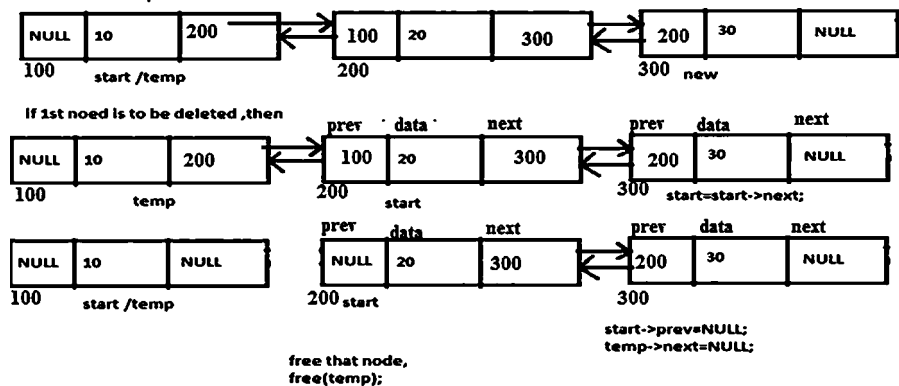 NULL 10 200 100 20 300 200 30 NULL
100 start /temp 200 300 new
If 1st noed is to be deleted ,then
prev data next prev data next
NULL 10 200 100 20 300 200 30 NULL
100 temp 200 start 300 start=start->next;
prev data next prev data next
NULL 10 NULL NULL 20 300 200 30 NULL
100 start /temp 200 start 300
start->prev=NULL;
temp->next=NULL;
free that node,
free(temp);